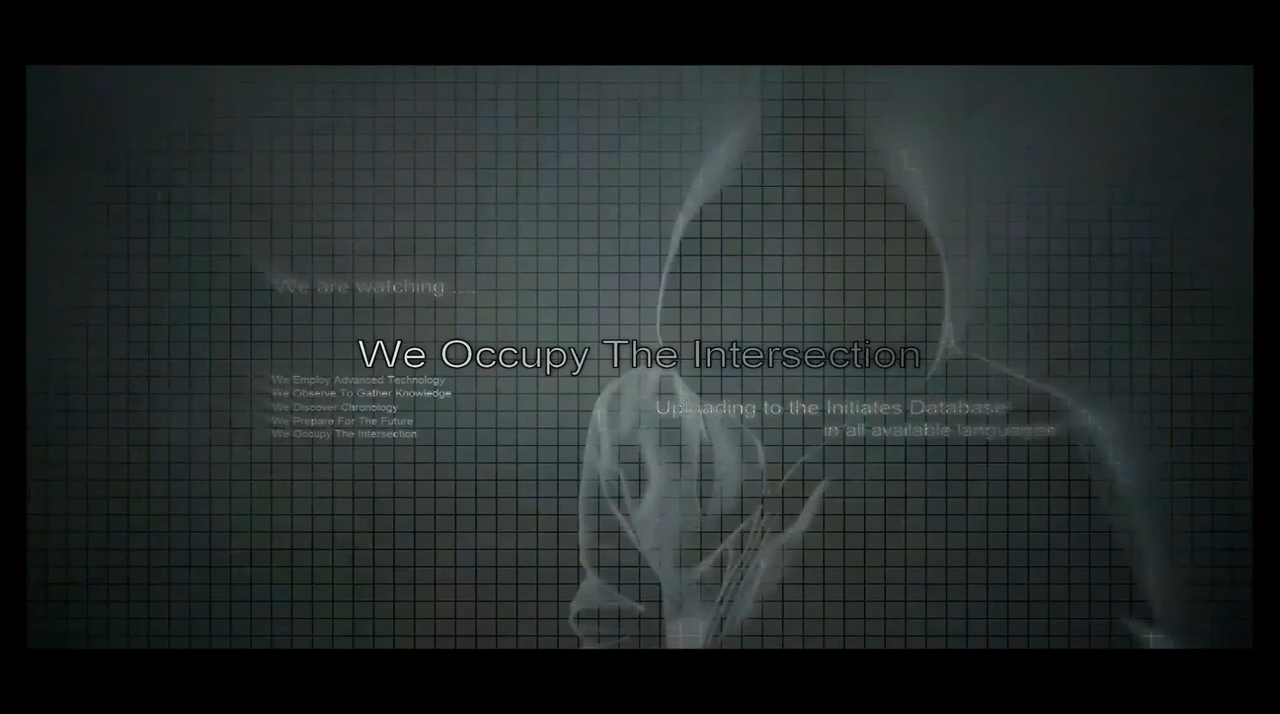 We are watching ....
We Occupy The Intersection
We Employ Advanced Technology
We Observe To Gather Knowledge
We Discover Chronology
We Prepare For The Future
We Occupy The Intersection
Uploading to the Initiates Database
in all available languages